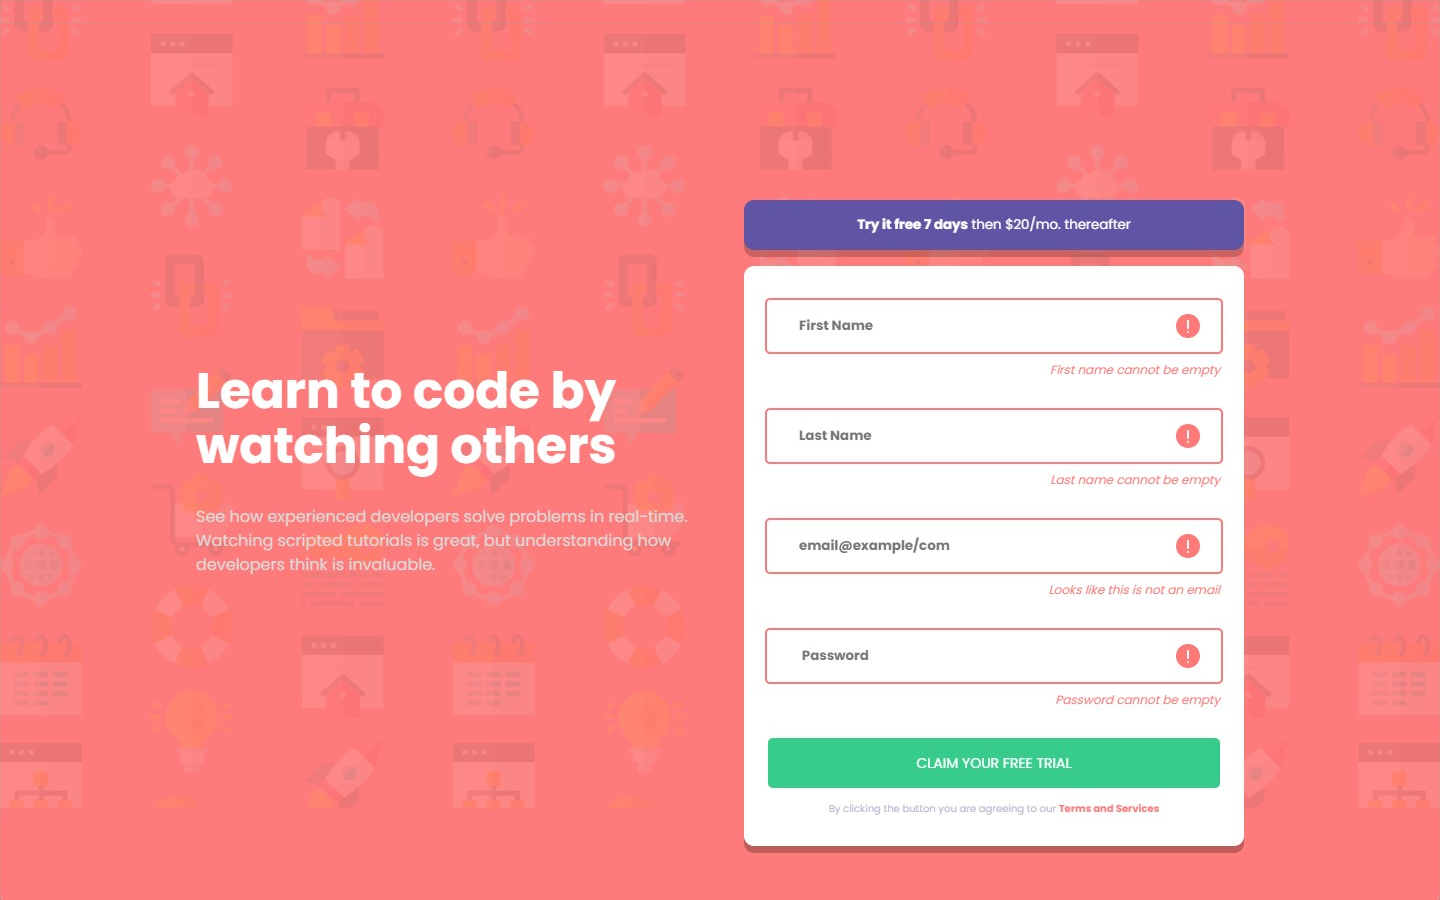 Learn to code by
watching others
See how experienced developers solve problems in real-time.
Watching scripted tutorials is great, but understanding how
developers think is invaluable.
Try it free 7 days then $20/mo. thereafter
First Name
First name cannot be empty
Last Name
Last name cannot be empty
email@example/com
Looks like this is not an email
Password
Password cannot be empty
CLAIM YOUR FREE TRIAL
By clicking the button you are agreeing to our Terms and Services